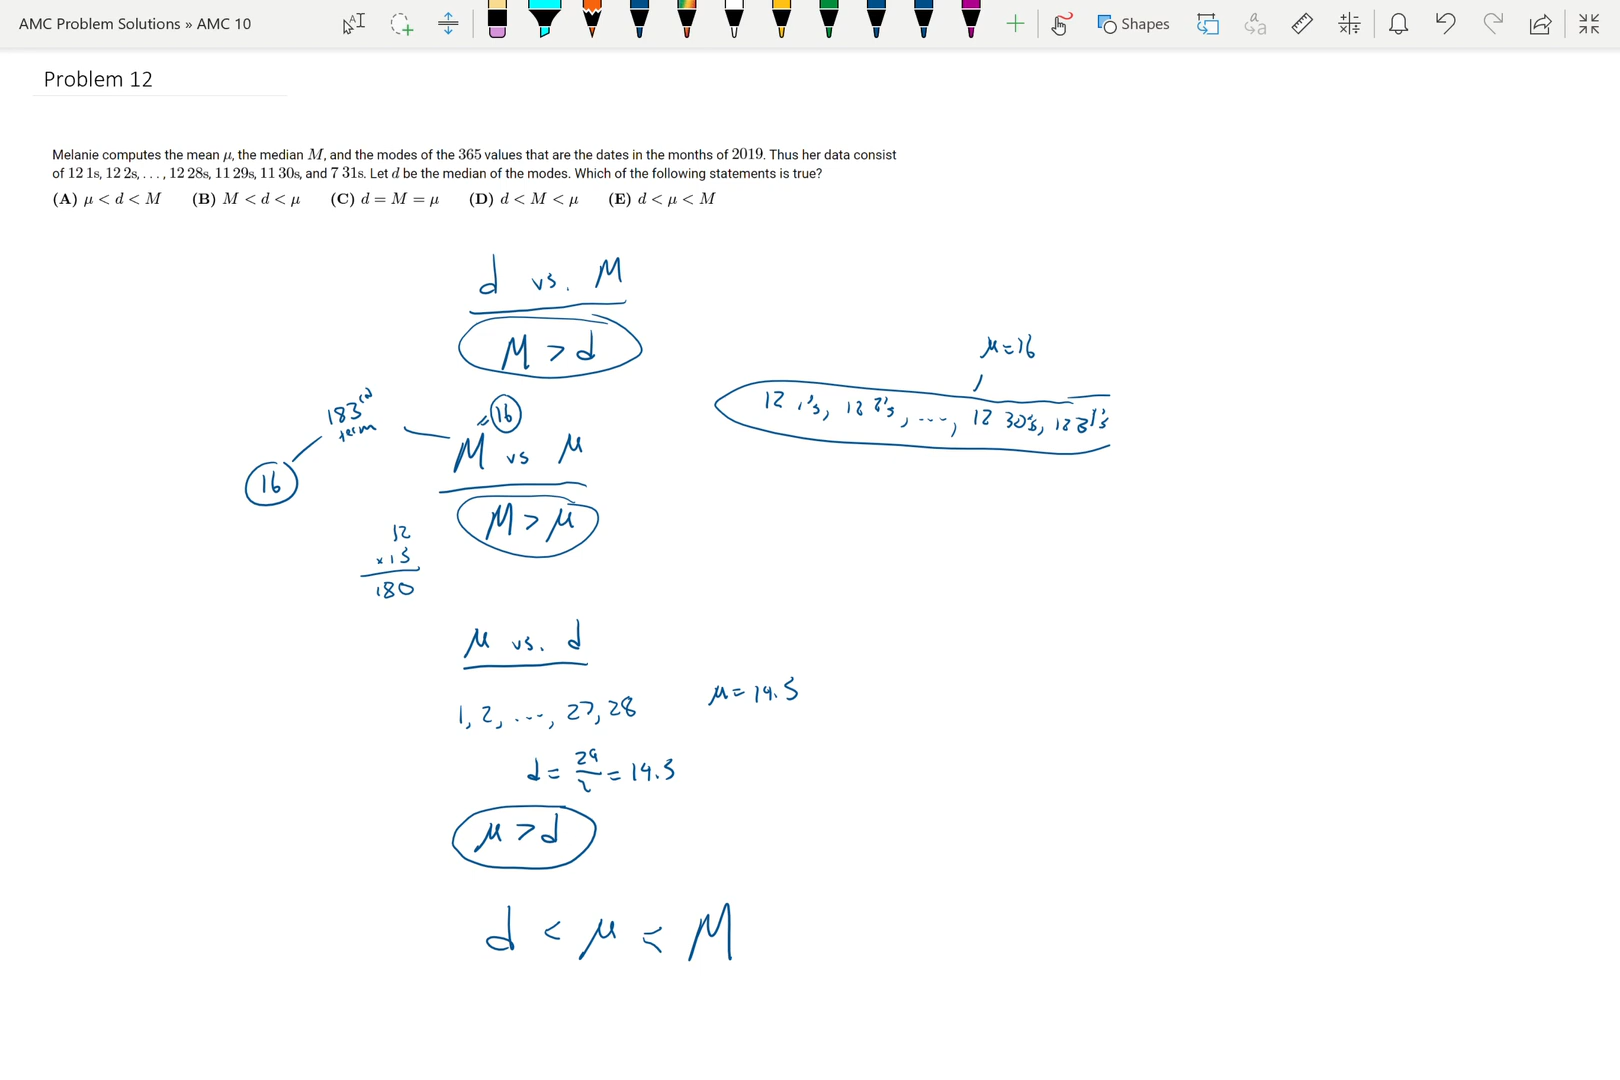 AMC Problem Solutions » AMC 10
Shapes
Problem 12
Melanie computes the mean μ, the median M, and the modes of the 365 values that are the dates in the months of 2019. Thus her data consist
of 12 1s, 12 2s, . . . , 12 28s, 11 29s, 11 30s, and 7 31s. Let d be the median of the modes. Which of the following statements is true?
(A) μ < d < M (B) M < d < μ (C) d = M = μ (D) d < M < μ (E) d < μ < M
d vs. M
M > d
μ=16
12 1's, 12 2's, ..., 12 30's, 12 31's
183rd
term
16
=16
M vs μ
M > μ
12
×15
180
μ vs. d
1, 2, ..., 27, 28
μ = 14.5
d = 29/2 = 14.5
μ > d
d < μ < M